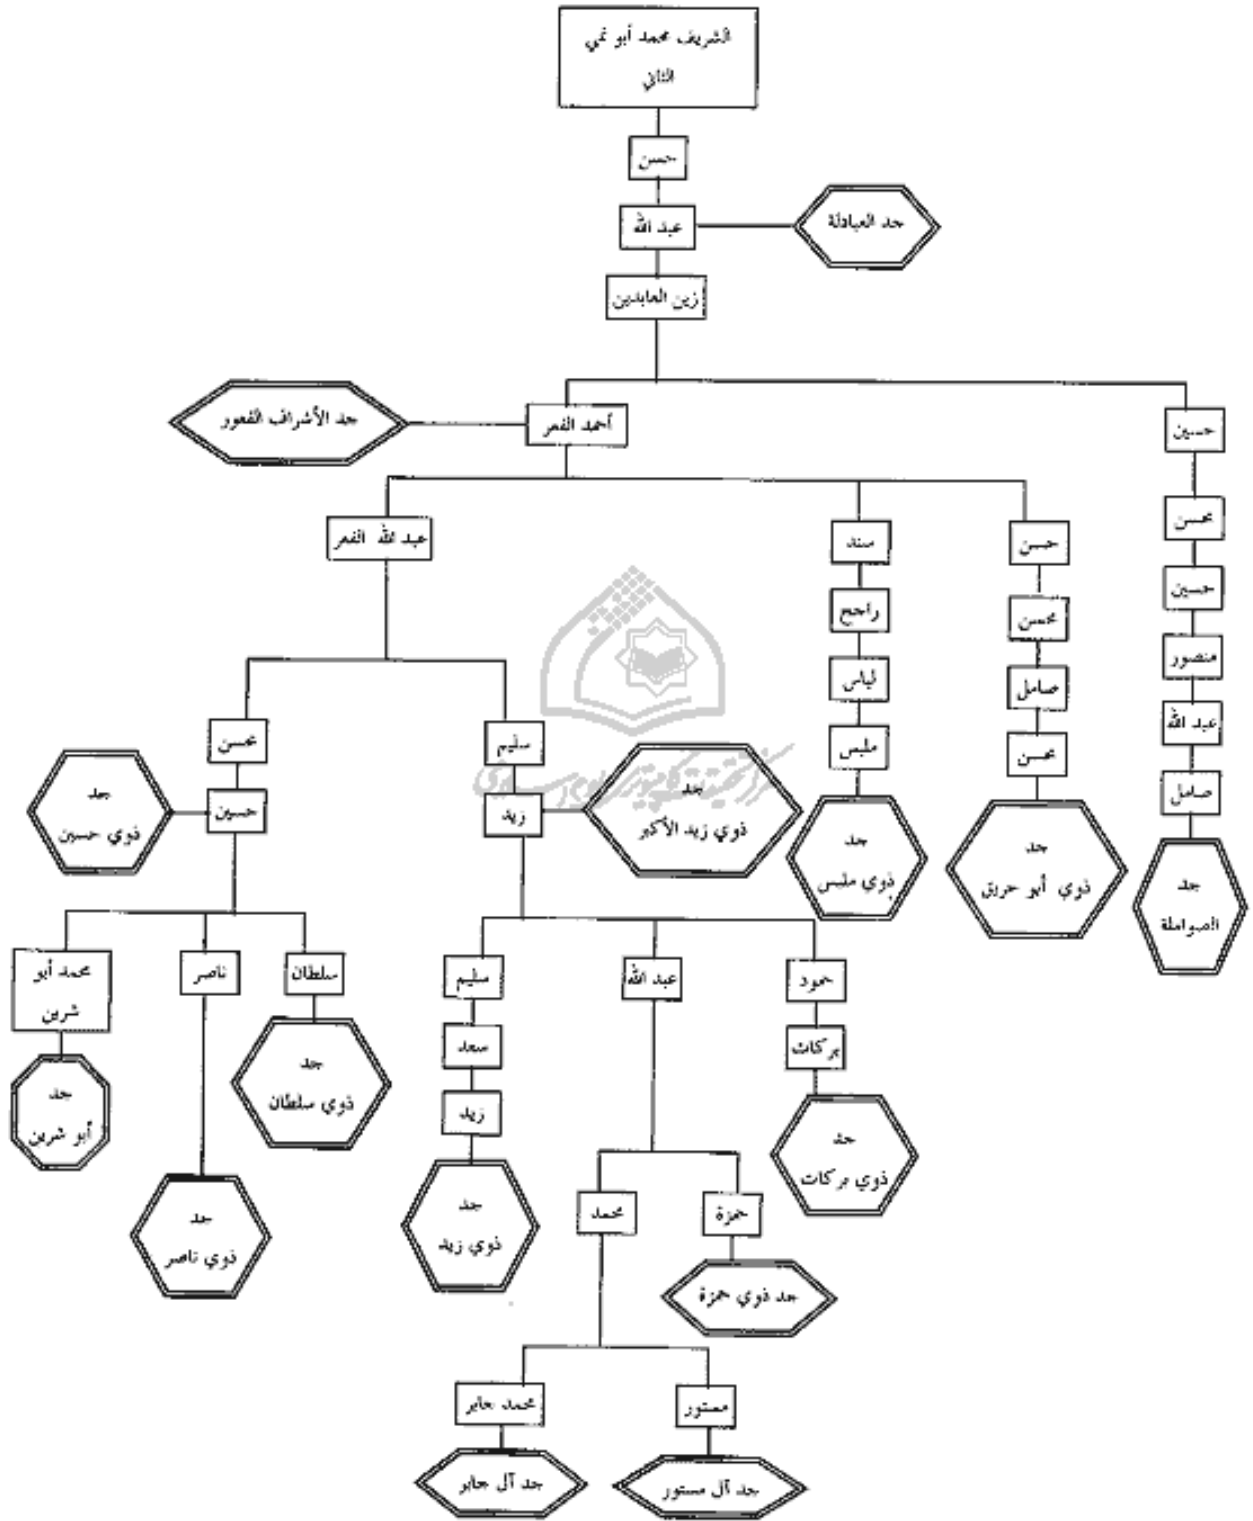 الشريف محمد أبو نمي
الثاني
حسن
عبد الله
جد العبادلة
زين العابدين
حسين
أحمد الفعر
جد الأشراف الفعور
محسن
حسن
سند
عبد الله الفعر
حسين
محسن
راجح
منصور
صامل
لباس
عبد الله
محسن
ملبس
سليم
محسن
صامل
زيد
جد
ذوي زيد الأكبر
حسين
جد
ذوي حسين
جد
الصواملة
جد
ذوي أبو حريق
جد
ذوي ملبس
حمود
عبد الله
سليم
سلطان
ناصر
محمد أبو
شرين
بركات
سعد
جد
ذوي سلطان
جد
أبو شرين
زيد
جد
ذوي بركات
حمزة
محمد
جد
ذوي زيد
جد
ذوي ناصر
جد ذوي حمزة
مستور
محمد جابر
جد آل مستور
جد آل جابر